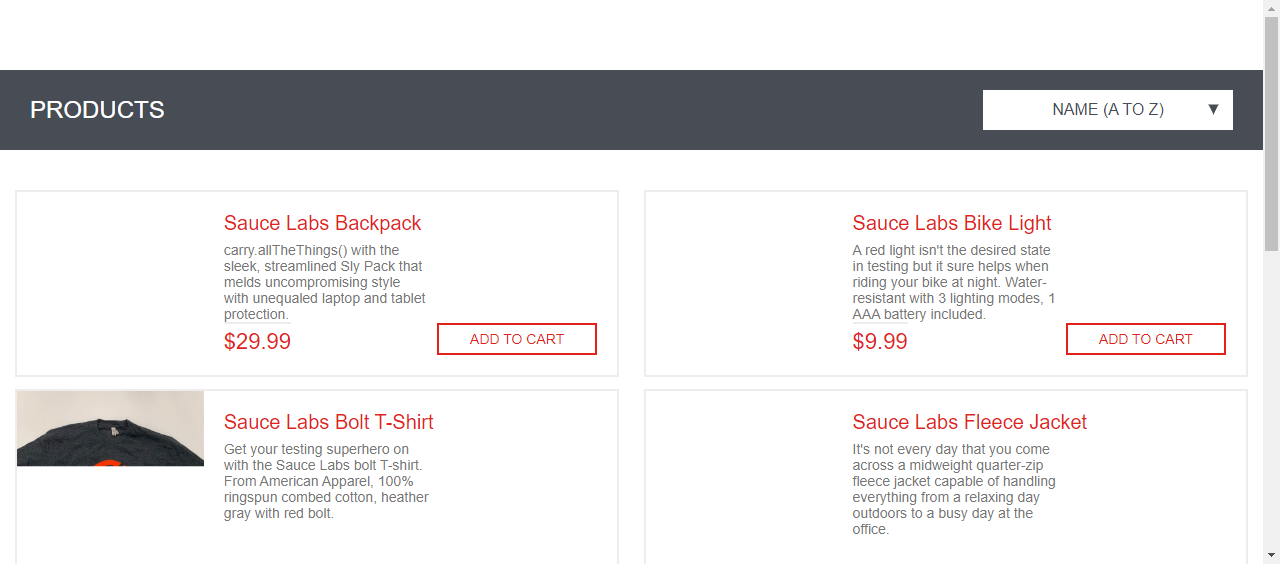 PRODUCTS
NAME (A TO Z)
Sauce Labs Backpack
carry.allTheThings() with the
sleek, streamlined Sly Pack that
melds uncompromising style
with unequaled laptop and tablet
protection.
$29.99
ADD TO CART
Sauce Labs Bike Light
A red light isn't the desired state
in testing but it sure helps when
riding your bike at night. Water-
resistant with 3 lighting modes, 1
AAA battery included.
$9.99
ADD TO CART
Sauce Labs Bolt T-Shirt
Get your testing superhero on
with the Sauce Labs bolt T-shirt.
From American Apparel, 100%
ringspun combed cotton, heather
gray with red bolt.
Sauce Labs Fleece Jacket
It's not every day that you come
across a midweight quarter-zip
fleece jacket capable of handling
everything from a relaxing day
outdoors to a busy day at the
office.